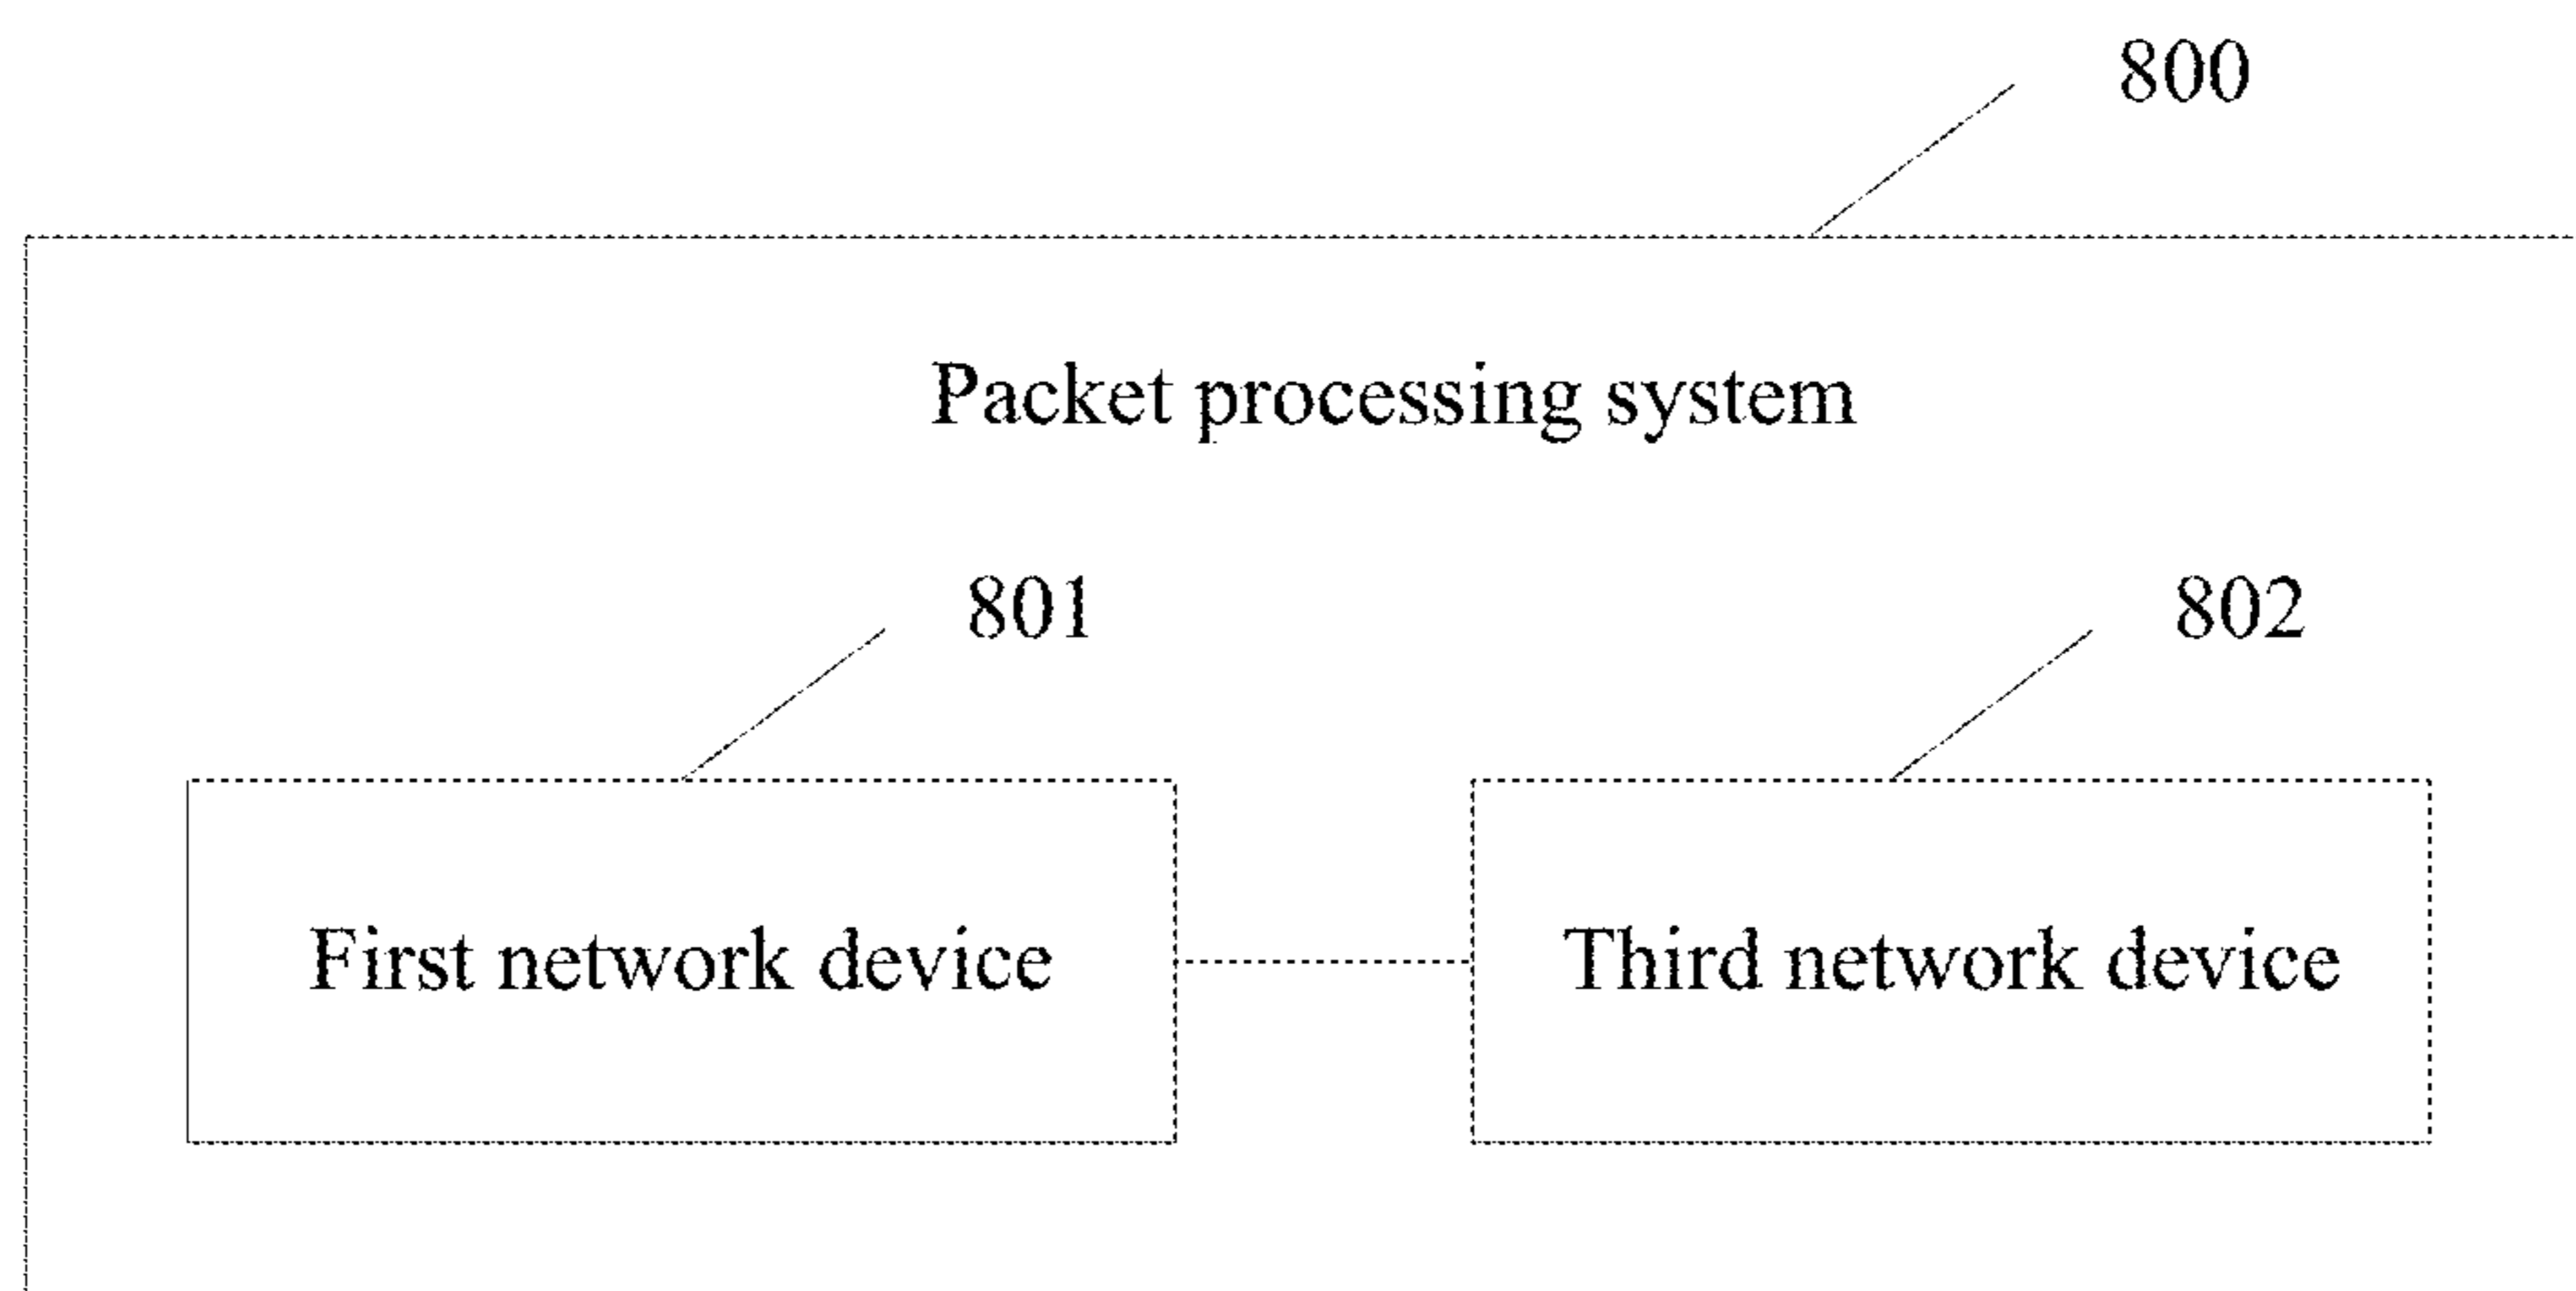 800
Packet processing system
801
802
First network device
Third network device